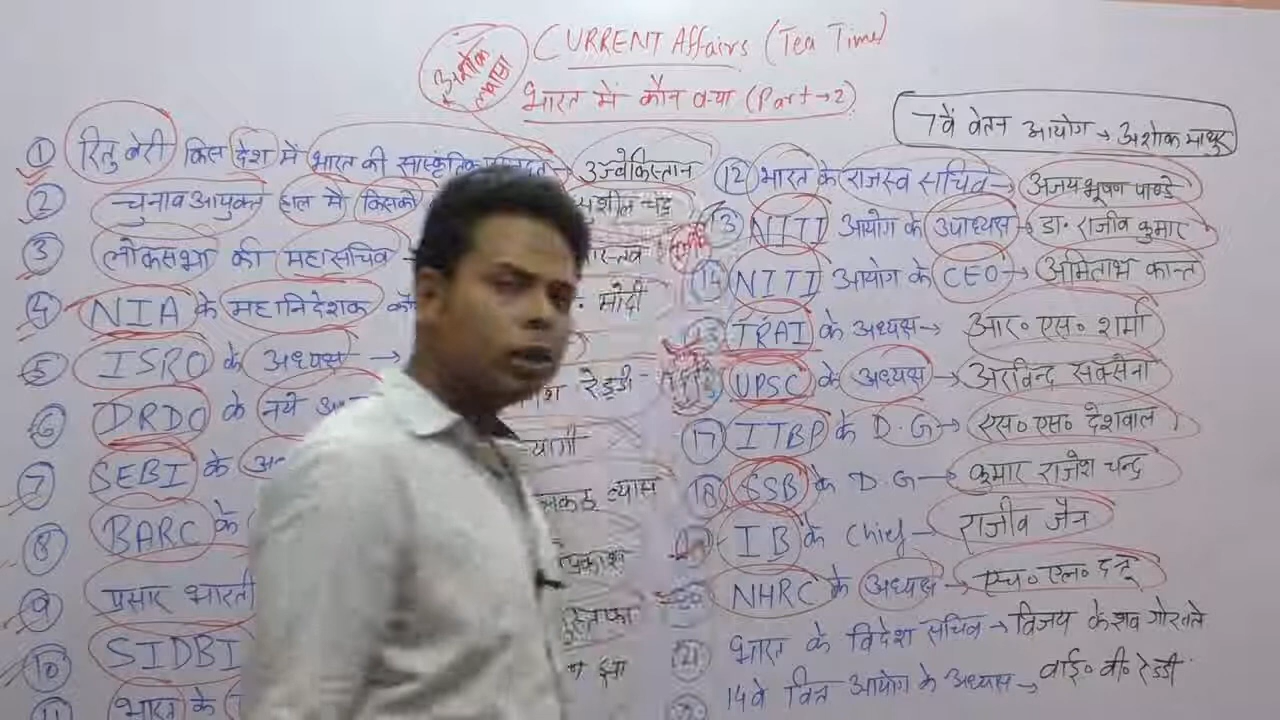 CURRENT Affairs (Tea Time)
भारत में कौन क्या (Part→2)
7वें वेतन आयोग → अशोक माथुर
① रितु बेरी किस देश में भारत की सांस्कृतिक → उज्वेकिस्तान
② चुनाव आयुक्त हाल में किसको सुशील चंद्र
③ लोकसभा की महासचिव
④ NIA के महानिदेशक मोदी
⑤ ISRO के अध्यक्ष →
⑥ DRDO के नये रेड्डी
⑦ SEBI के त्यागी
⑧ BARC के व्यास
⑨ प्रसार भारती
⑩ SIDBI
11 भारत के
⑫ भारत के राजस्व सचिव → अजय भूषण पाण्डे
13 NITI आयोग के उपाध्यक्ष → डा॰ राजीव कुमार
14 NITI आयोग के CEO → अमिताभ कान्त
15 TRAI के अध्यक्ष → आर॰ एस॰ शर्मा
UPSC के अध्यक्ष → अरविन्द सक्सेना
⑰ ITBP के D.G → एस॰ एस॰ देशवाल
⑱ SSB के D.G → कुमार राजेश चन्द्र
IB के Chief → राजीव जैन
NHRC के अध्यक्ष → एच॰ एल॰ दत्तू
㉑ भारत के विदेश सचिव → विजय केशव गोखले
14वे वित्त आयोग के अध्यक्ष → वाई॰ वी॰ रेड्डी